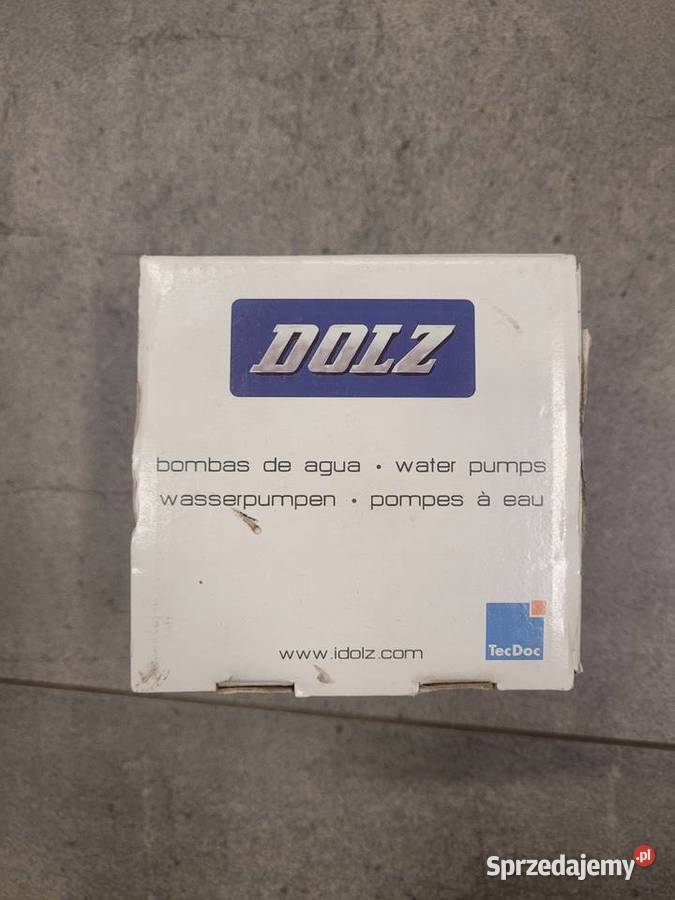 DOLZ
bombas de agua • water pumps
wasserpumpen • pompes à eau
www.idolz.com
TecDoc
Sprzedajemy.pl